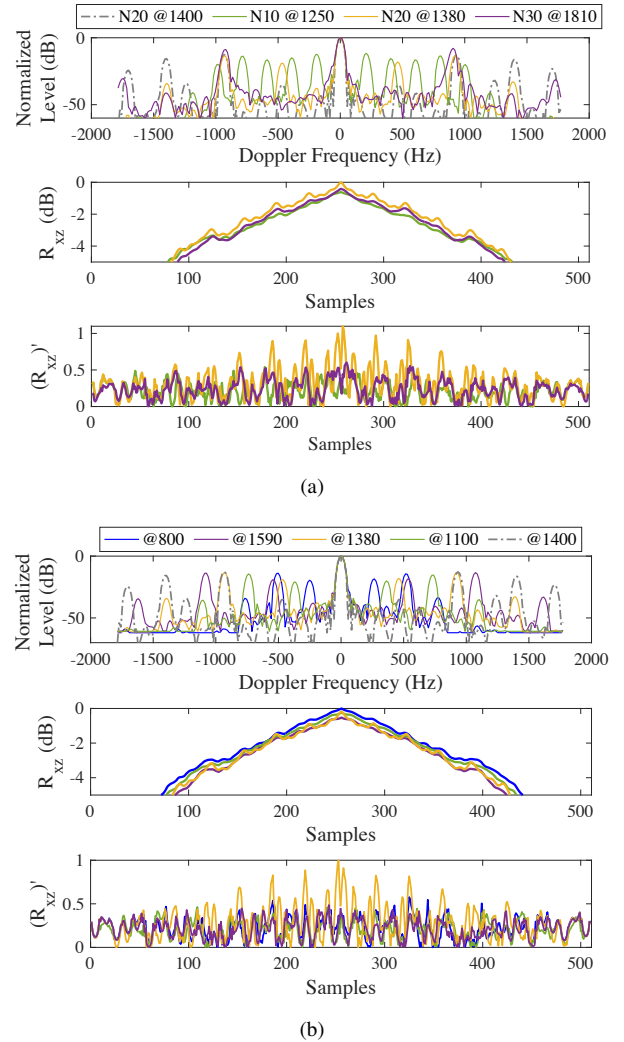 (a)
N20 @1400 N10 @1250 N20 @1380 N30 @1810
Normalized
Level (dB)
0
-50
-2000 -1500 -1000 -500 0 500 1000 1500 2000
Doppler Frequency (Hz)
R_xz (dB)
0
-2
-4
0 100 200 300 400 500
Samples
(R_xz)'
1
0.5
0
0 100 200 300 400 500
Samples
(a)
@800 @1590 @1380 @1100 @1400
Normalized
Level (dB)
0
-50
-2000 -1500 -1000 -500 0 500 1000 1500 2000
Doppler Frequency (Hz)
R_xz (dB)
0
-2
-4
0 100 200 300 400 500
Samples
(R_xz)'
1
0.5
0
0 100 200 300 400 500
Samples
(b)